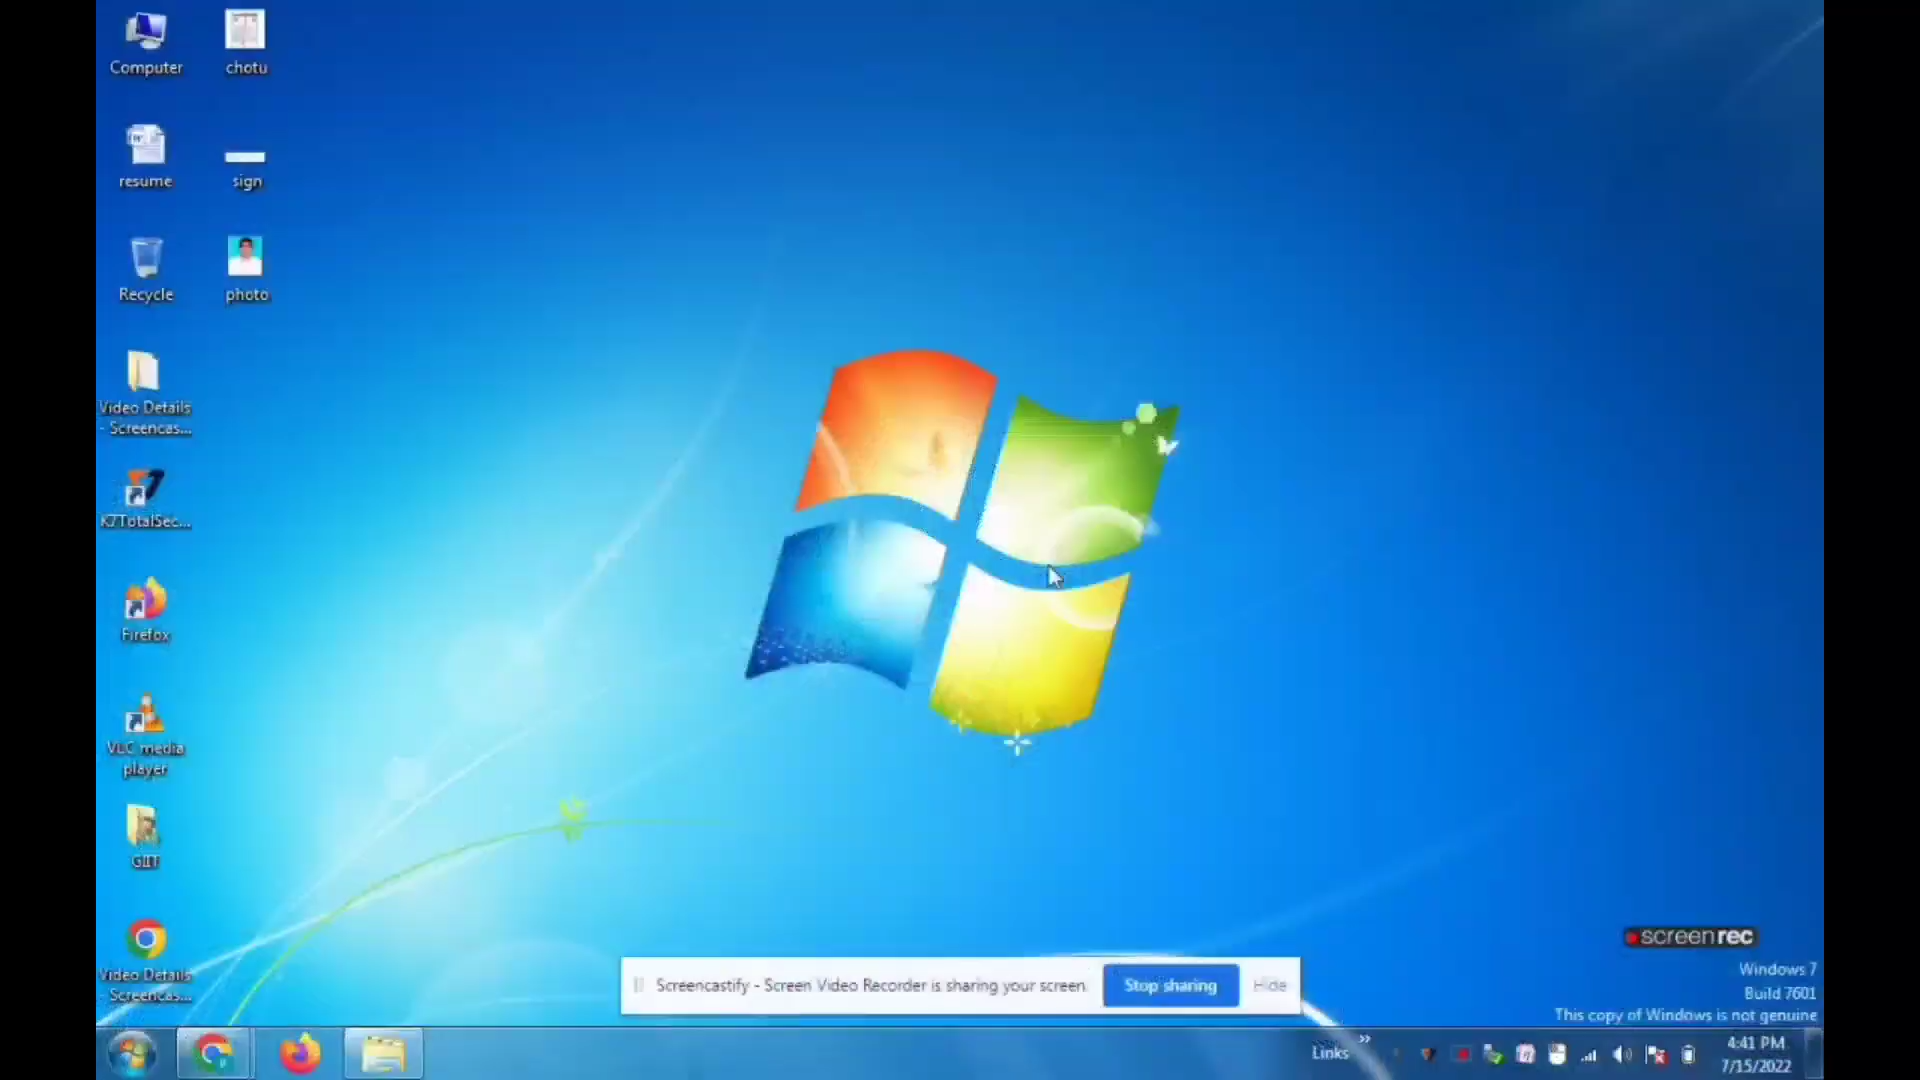 Computer
chotu
resume
sign
Recycle
photo
Video Details
- Screencas...
K7TotalSec...
Firefox
VLC media
player
GIIT
Video Details
- Screencas...
Screencastify - Screen Video Recorder is sharing your screen.
Stop sharing
Hide
screenrec
Windows 7
Build 7601
This copy of Windows is not genuine
Links
»
4:41 PM
7/15/2022